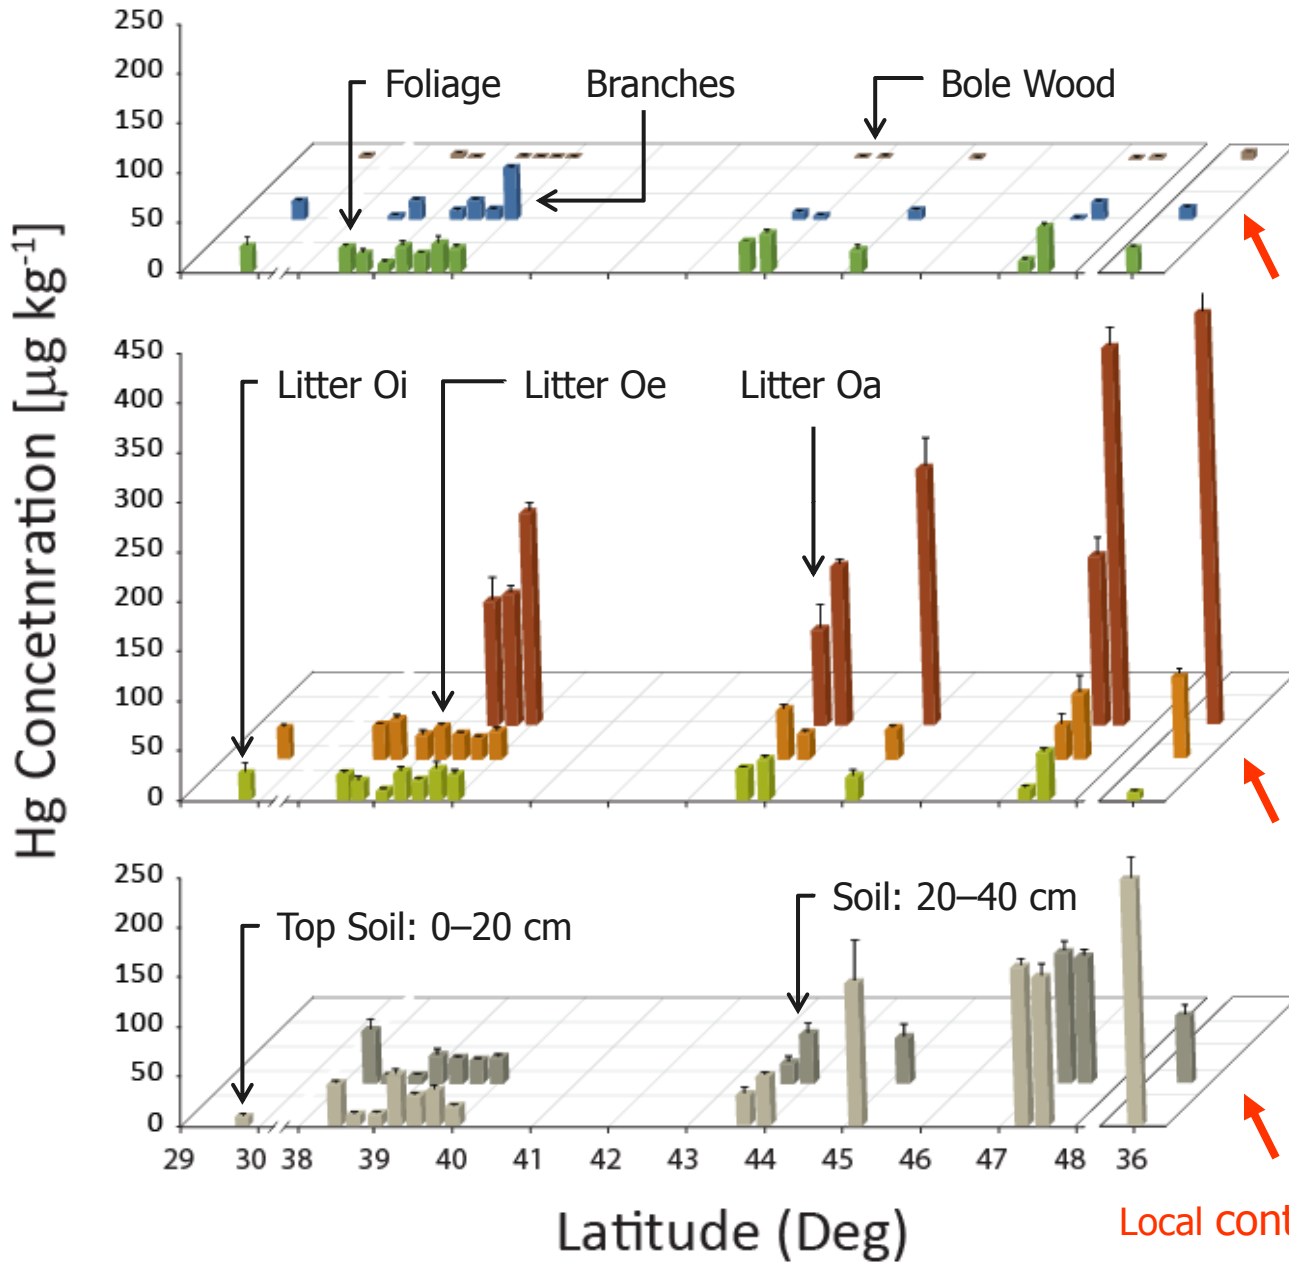 250
200
150
100
50
0
Foliage
Branches
Bole Wood
Hg Concetnration [µg kg⁻¹]
450
400
350
300
250
200
150
100
50
0
Litter Oi
Litter Oe
Litter Oa
250
200
150
100
50
0
Top Soil: 0–20 cm
Soil: 20–40 cm
29 30 38 39 40 41 42 43 44 45 46 47 48 36
Latitude (Deg)
Local cont